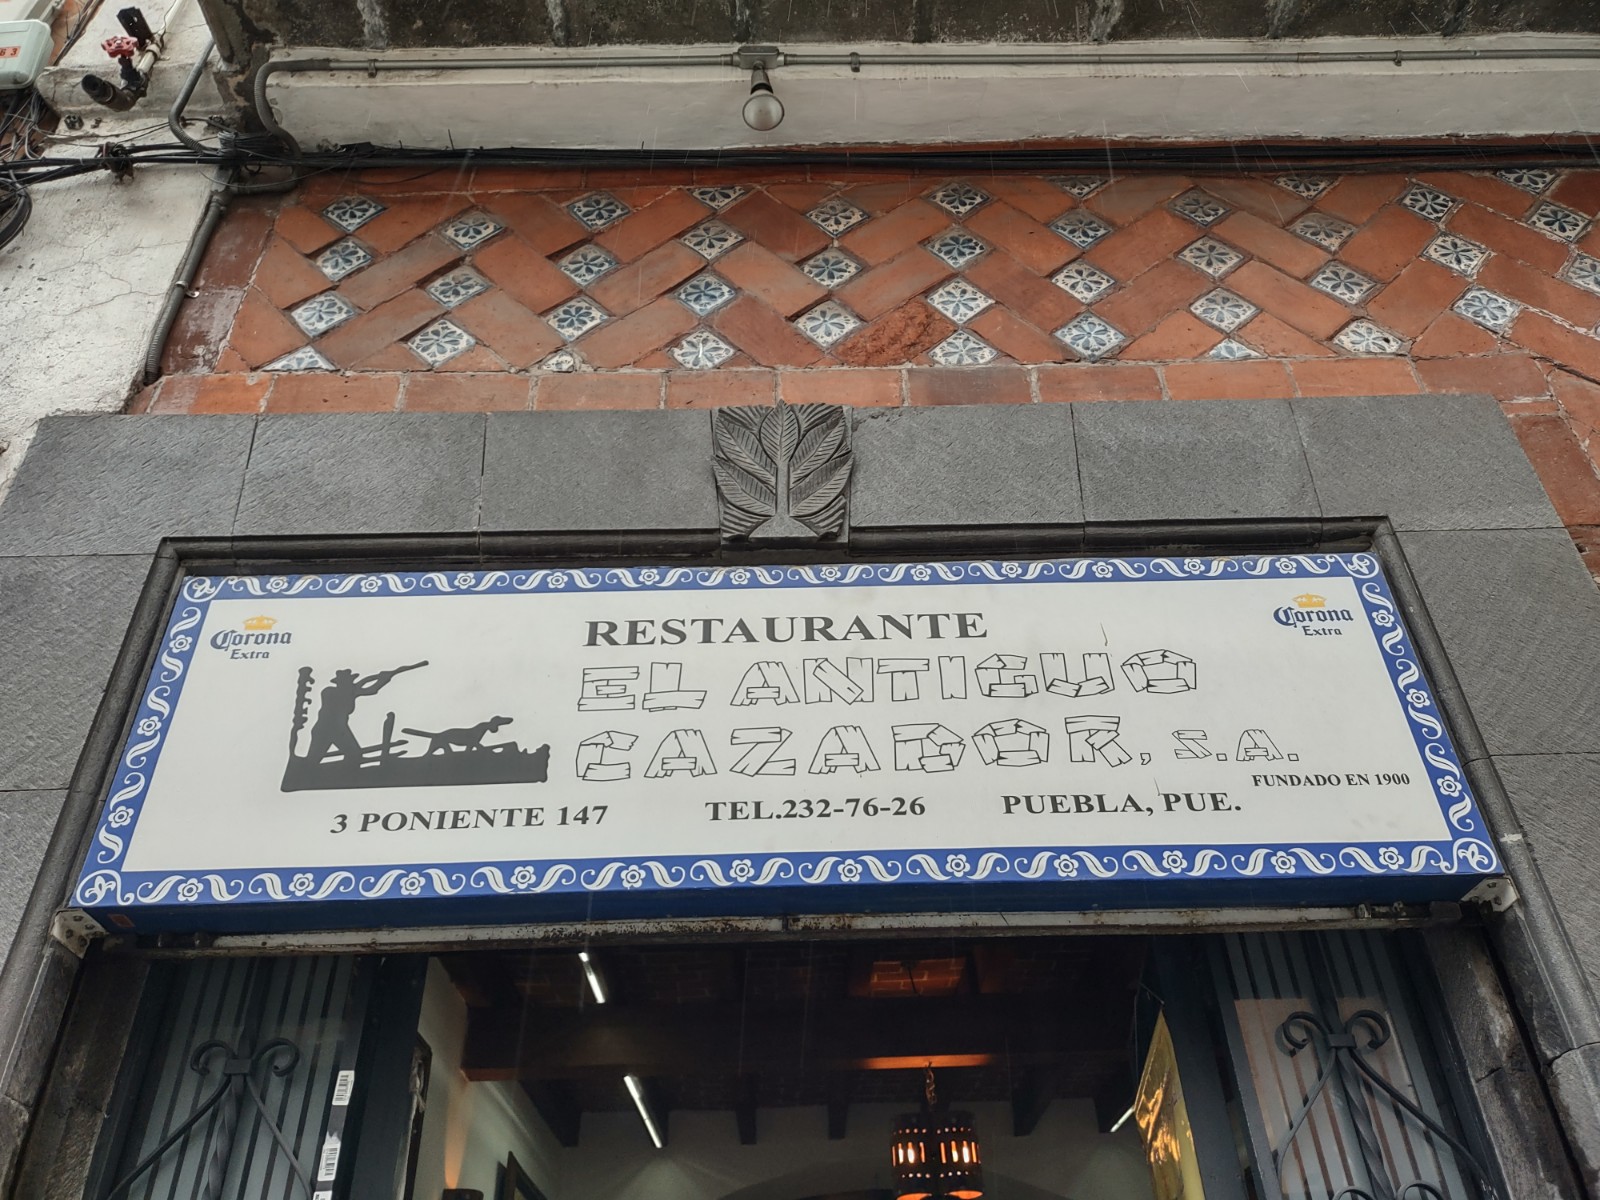 Corona
Extra
RESTAURANTE
Corona
Extra
EL ANTIGUO
CAZADOR, S.A.
FUNDADO EN 1900
3 PONIENTE 147
TEL.232-76-26
PUEBLA, PUE.